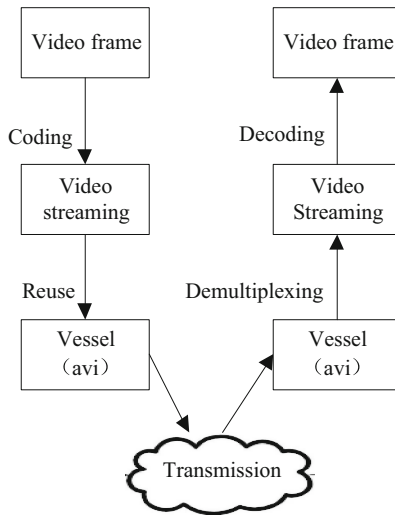 Video frame
Video frame
Coding
Decoding
Video
streaming
Video
Streaming
Reuse
Demultiplexing
Vessel
（avi）
Vessel
（avi）
Transmission